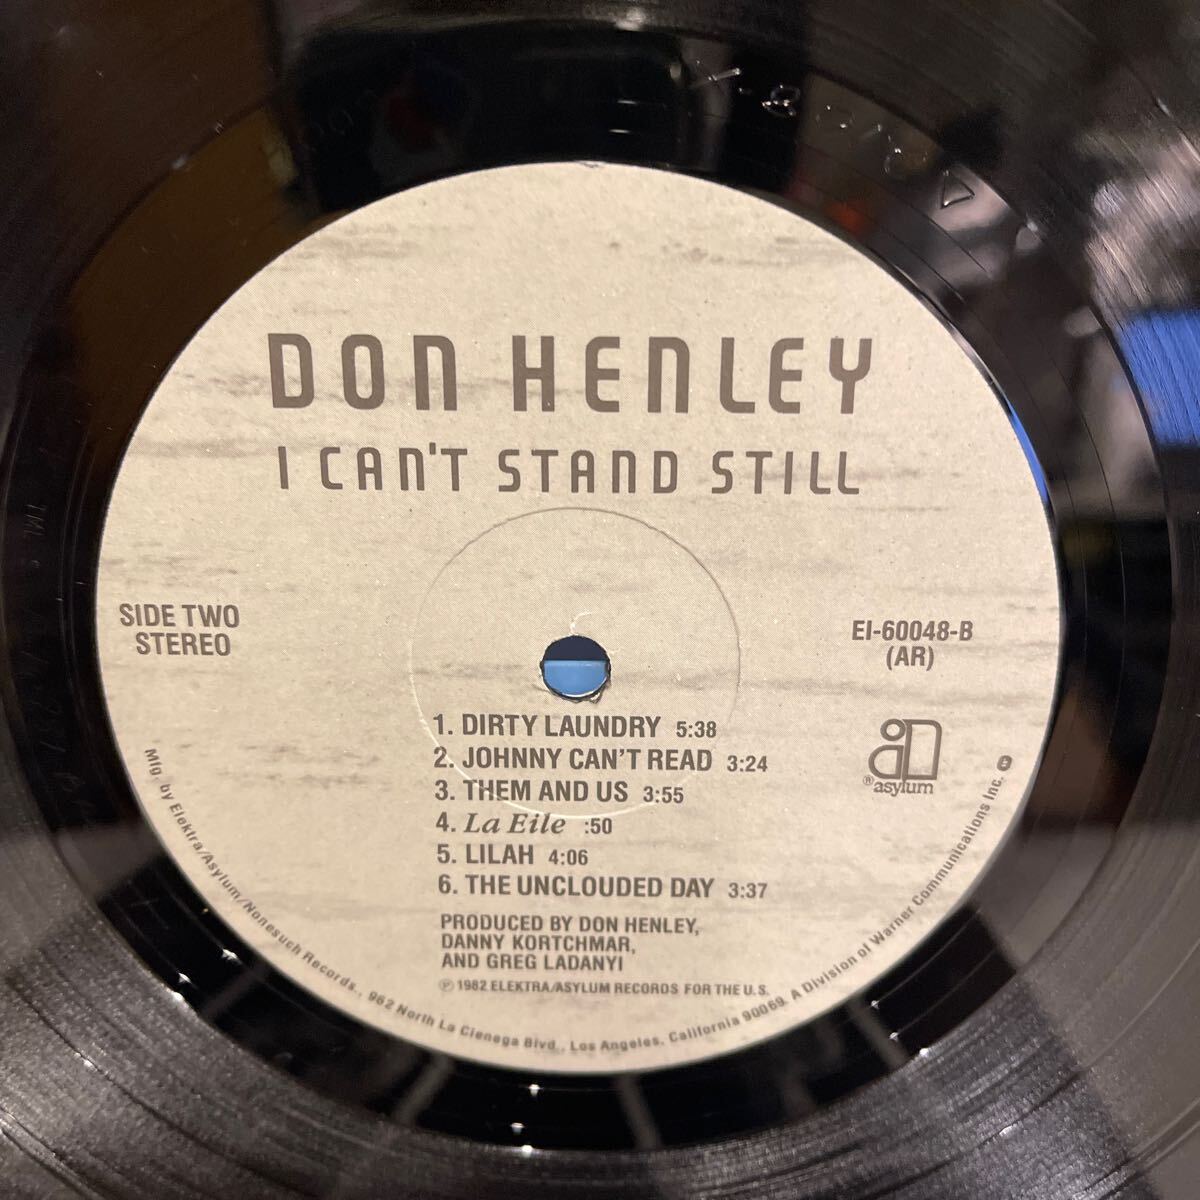 DON HENLEY
I CAN'T STAND STILL
SIDE TWO
STEREO
EI-60048-B
(AR)
1. DIRTY LAUNDRY 5:38
2. JOHNNY CAN'T READ 3:24
3. THEM AND US 3:55
4. La Eile :50
5. LILAH 4:06
6. THE UNCLOUDED DAY 3:37
® asylum
PRODUCED BY DON HENLEY,
DANNY KORTCHMAR,
AND GREG LADANYI
℗ 1982 ELEKTRA/ASYLUM RECORDS FOR THE U.S.
Mfg. by Elektra/Asylum/Nonesuch Records., 962 North La Cienega Blvd., Los Angeles, California 90069. A Division of Warner Communications Inc.